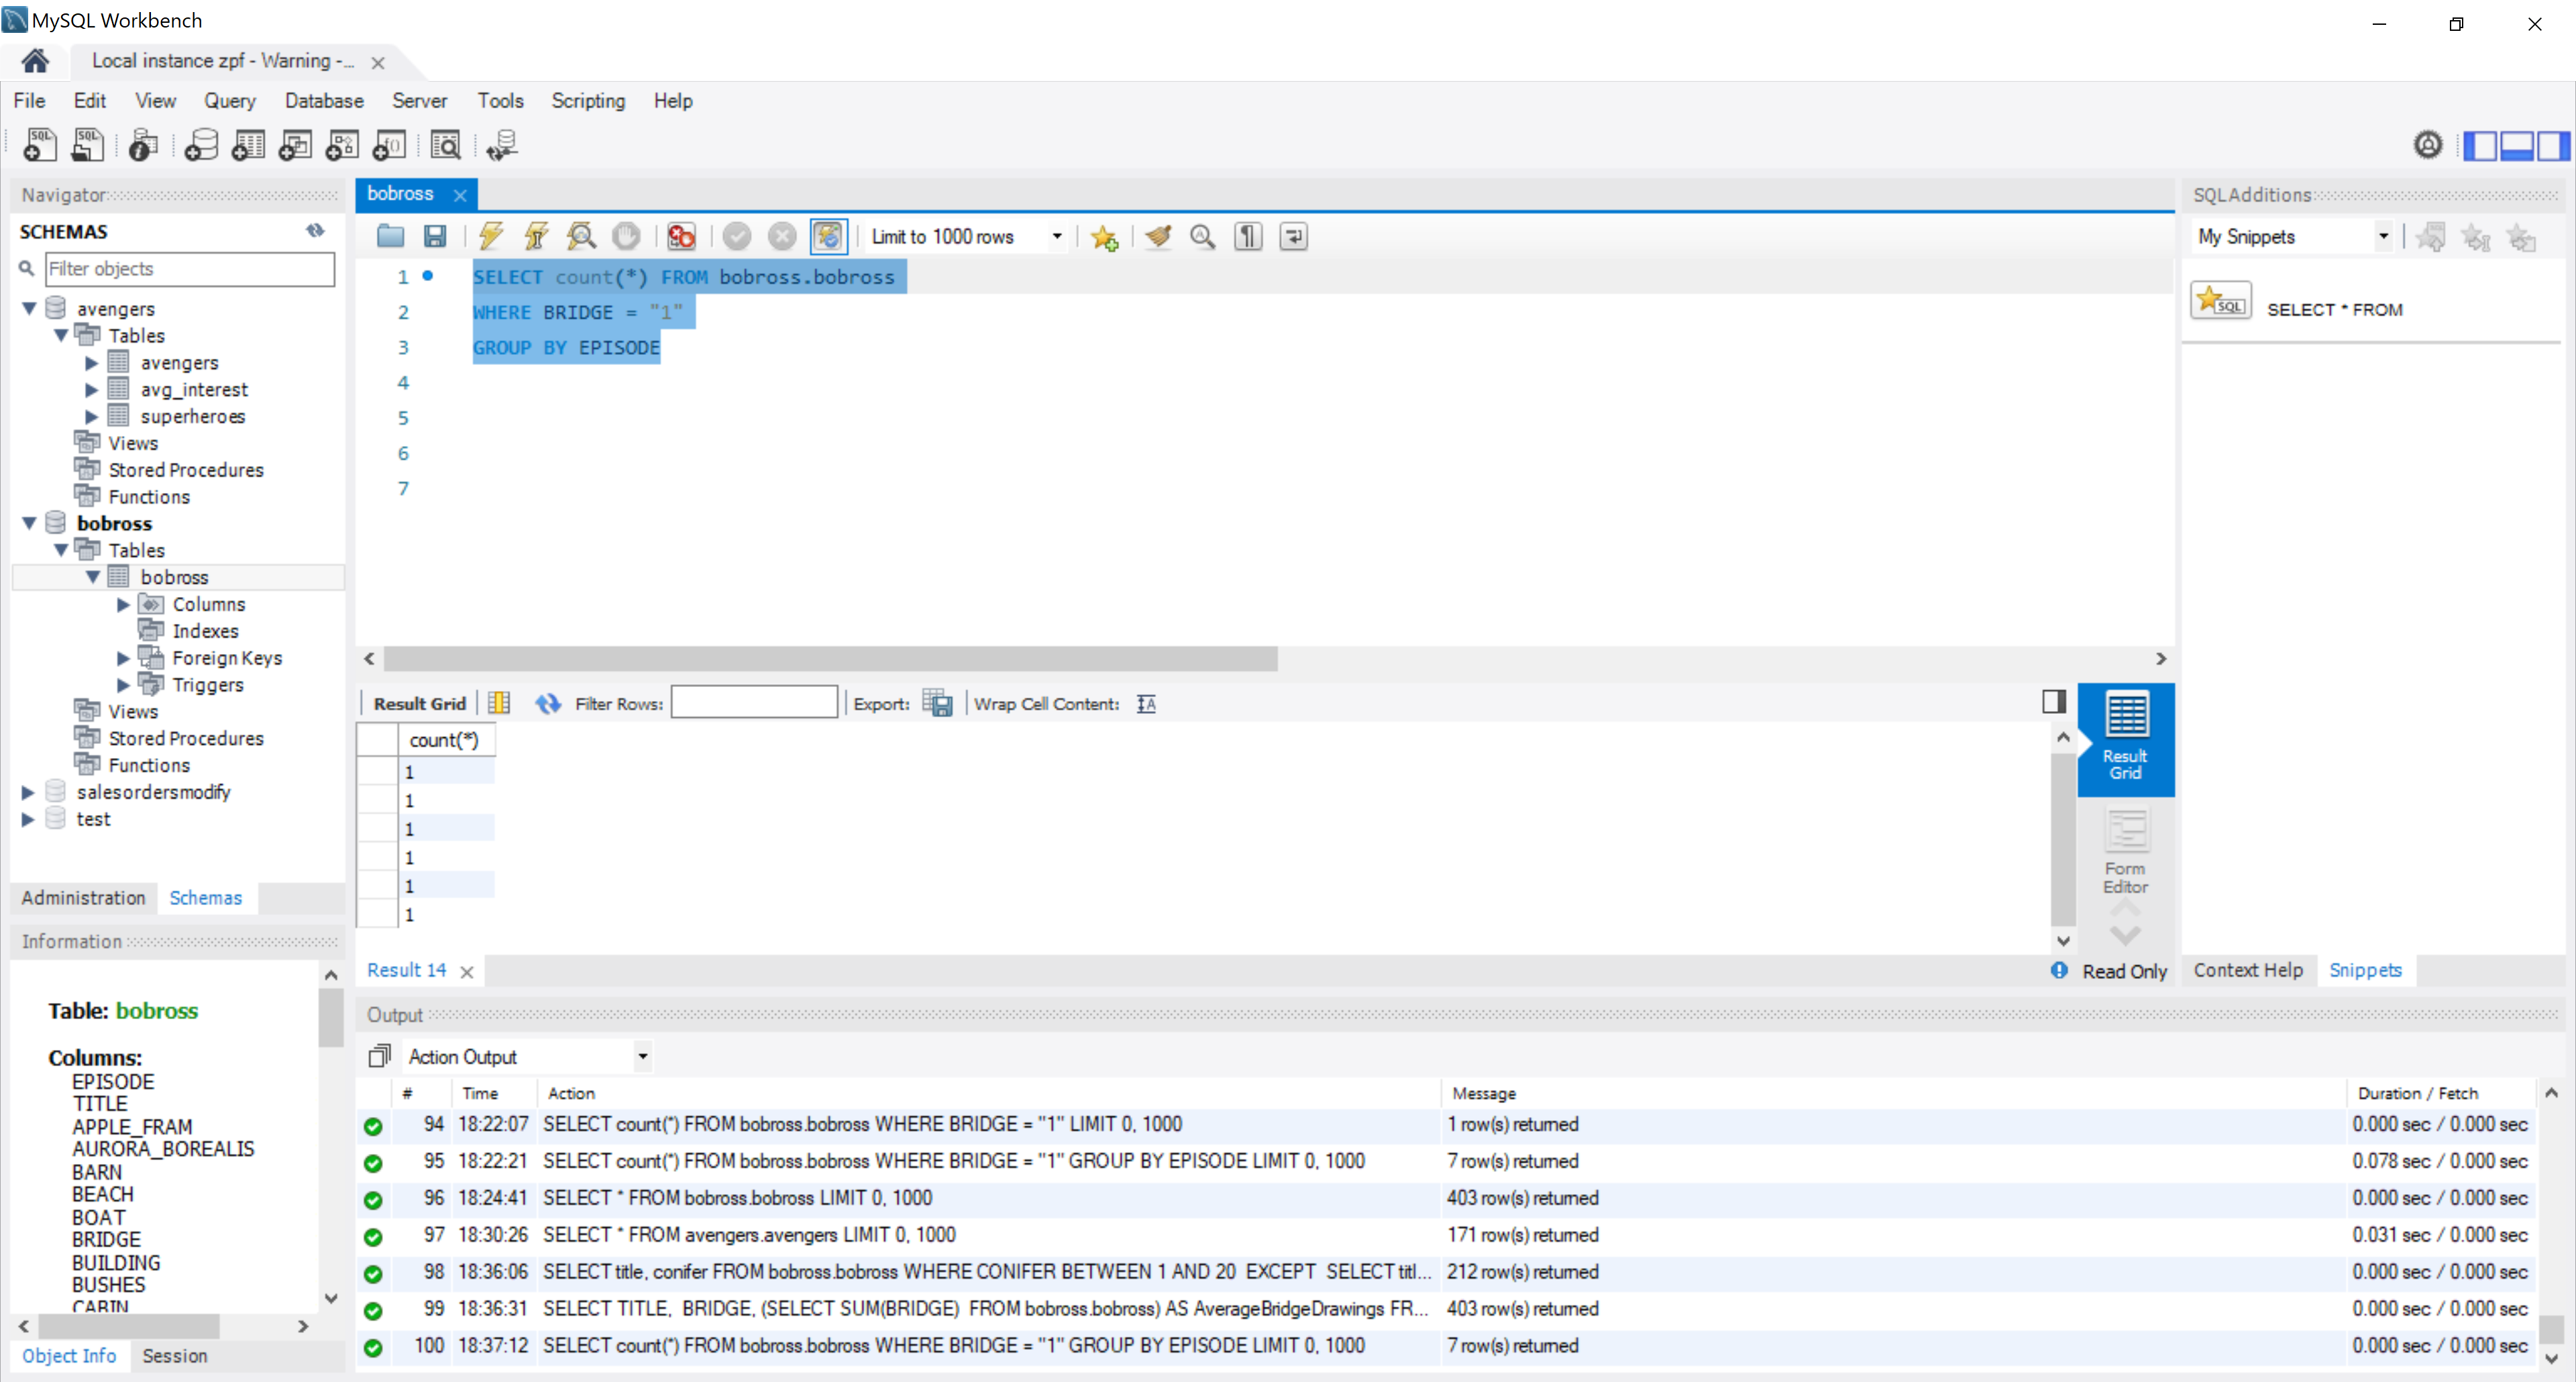 MySQL Workbench
Local instance zpf - Warning -...
File Edit View Query Database Server Tools Scripting Help
Navigator
SCHEMAS
Filter objects
avengers
Tables
avengers
avg_interest
superheroes
Views
Stored Procedures
Functions
bobross
Tables
bobross
Columns
Indexes
Foreign Keys
Triggers
Views
Stored Procedures
Functions
salesordersmodify
test
Administration Schemas
Information
Table: bobross
Columns:
EPISODE
TITLE
APPLE_FRAM
AURORA_BOREALIS
BARN
BEACH
BOAT
BRIDGE
BUILDING
BUSHES
CABIN
Object Info Session
bobross
Limit to 1000 rows
1 SELECT count(*) FROM bobross.bobross
2 WHERE BRIDGE = "1"
3 GROUP BY EPISODE
4
5
6
7
Result Grid Filter Rows: Export: Wrap Cell Content:
count(*)
1
1
1
1
1
1
Result Grid
Form Editor
Result 14 Read Only
SQLAdditions
My Snippets
SQL SELECT * FROM
Context Help Snippets
Output
Action Output
# Time Action Message Duration / Fetch
94 18:22:07 SELECT count(*) FROM bobross.bobross WHERE BRIDGE = "1" LIMIT 0, 1000 1 row(s) returned 0.000 sec / 0.000 sec
95 18:22:21 SELECT count(*) FROM bobross.bobross WHERE BRIDGE = "1" GROUP BY EPISODE LIMIT 0, 1000 7 row(s) returned 0.078 sec / 0.000 sec
96 18:24:41 SELECT * FROM bobross.bobross LIMIT 0, 1000 403 row(s) returned 0.000 sec / 0.000 sec
97 18:30:26 SELECT * FROM avengers.avengers LIMIT 0, 1000 171 row(s) returned 0.031 sec / 0.000 sec
98 18:36:06 SELECT title, conifer FROM bobross.bobross WHERE CONIFER BETWEEN 1 AND 20 EXCEPT SELECT titl... 212 row(s) returned 0.000 sec / 0.000 sec
99 18:36:31 SELECT TITLE, BRIDGE, (SELECT SUM(BRIDGE) FROM bobross.bobross) AS AverageBridgeDrawings FR... 403 row(s) returned 0.000 sec / 0.000 sec
100 18:37:12 SELECT count(*) FROM bobross.bobross WHERE BRIDGE = "1" GROUP BY EPISODE LIMIT 0, 1000 7 row(s) returned 0.000 sec / 0.000 sec